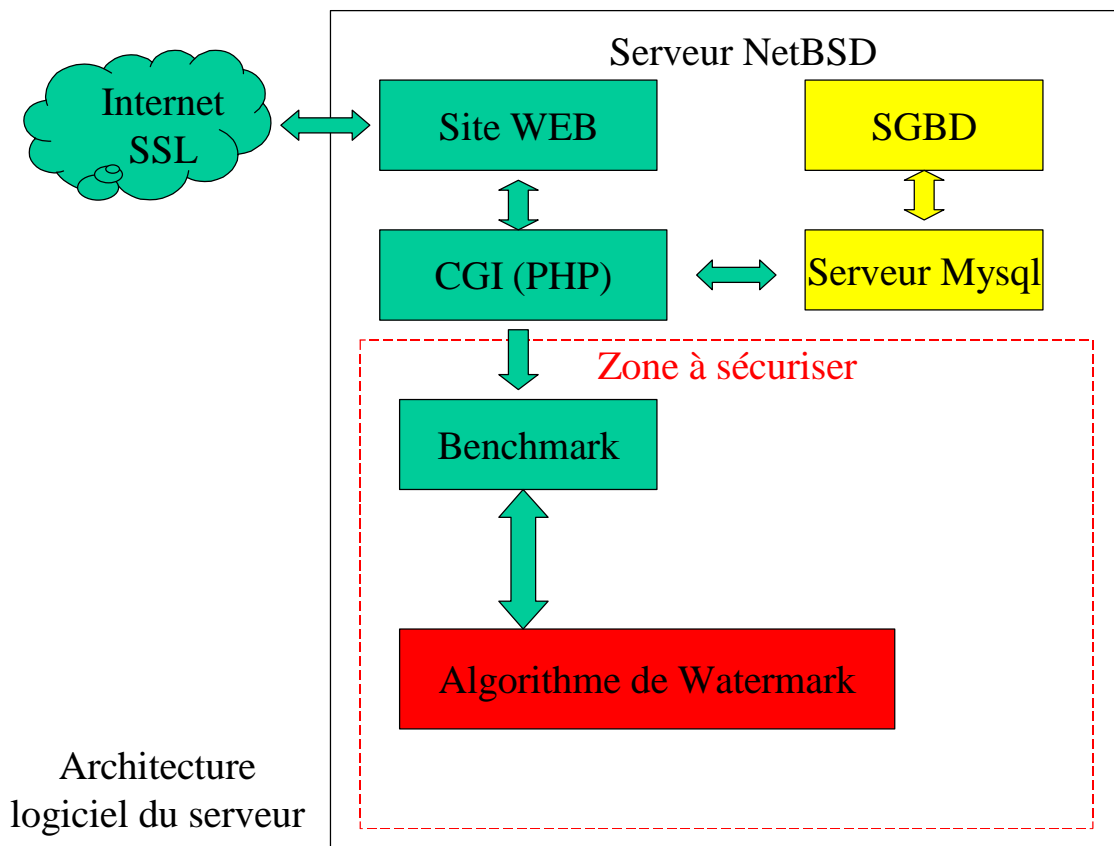 Serveur NetBSD
Internet
SSL
Site WEB
SGBD
CGI (PHP)
Serveur Mysql
Zone à sécuriser
Benchmark
Algorithme de Watermark
Architecture
logiciel du serveur